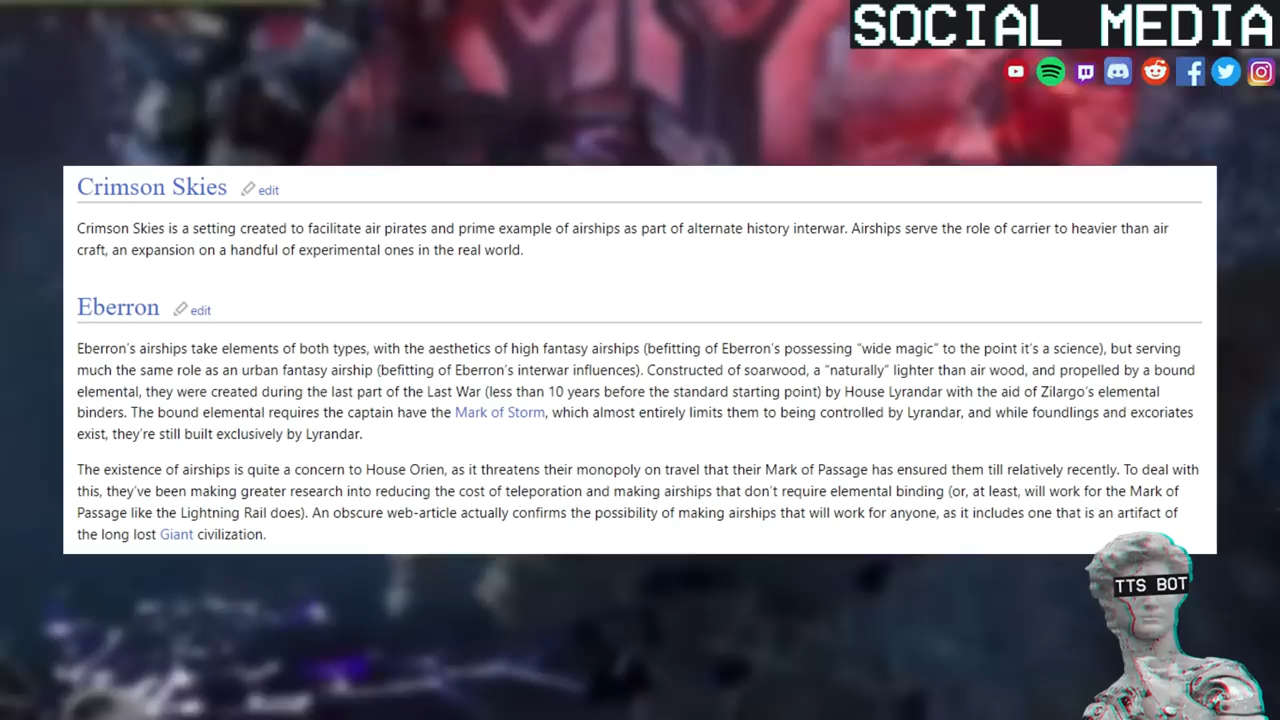 SOCIAL MEDIA
Crimson Skies edit
Crimson Skies is a setting created to facilitate air pirates and prime example of airships as part of alternate history interwar. Airships serve the role of carrier to heavier than air
craft, an expansion on a handful of experimental ones in the real world.
Eberron edit
Eberron's airships take elements of both types, with the aesthetics of high fantasy airships (befitting of Eberron's possessing “wide magic” to the point it's a science), but serving
much the same role as an urban fantasy airship (befitting of Eberron's interwar influences). Constructed of soarwood, a “naturally” lighter than air wood, and propelled by a bound
elemental, they were created during the last part of the Last War (less than 10 years before the standard starting point) by House Lyrandar with the aid of Zilargo's elemental
binders. The bound elemental requires the captain have the Mark of Storm, which almost entirely limits them to being controlled by Lyrandar, and while foundlings and excoriates
exist, they're still built exclusively by Lyrandar.
The existence of airships is quite a concern to House Orien, as it threatens their monopoly on travel that their Mark of Passage has ensured them till relatively recently. To deal with
this, they've been making greater research into reducing the cost of teleporation and making airships that don't require elemental binding (or, at least, will work for the Mark of
Passage like the Lightning Rail does). An obscure web-article actually confirms the possibility of making airships that will work for anyone, as it includes one that is an artifact of
the long lost Giant civilization.
TTS BOT